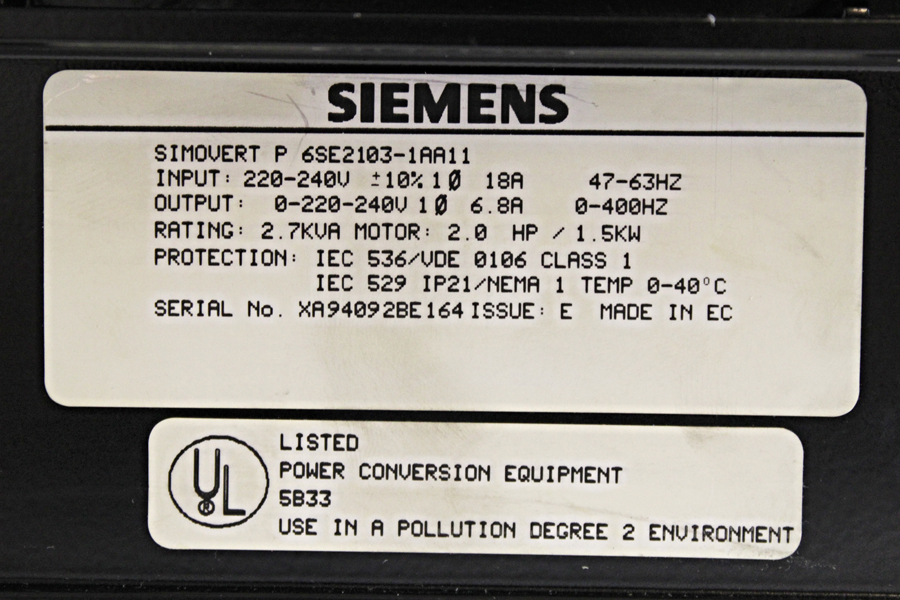 SIEMENS
SIMOVERT P 6SE2103-1AA11
INPUT: 220-240V ±10% 1Ø 18A 47-63HZ
OUTPUT: 0-220-240V 1Ø 6.8A 0-400HZ
RATING: 2.7KVA MOTOR: 2.0 HP / 1.5KW
PROTECTION: IEC 536/VDE 0106 CLASS 1
IEC 529 IP21/NEMA 1 TEMP 0-40°C
SERIAL No. XA94092BE164 ISSUE: E MADE IN EC
UL ®
LISTED
POWER CONVERSION EQUIPMENT
5B33
USE IN A POLLUTION DEGREE 2 ENVIRONMENT